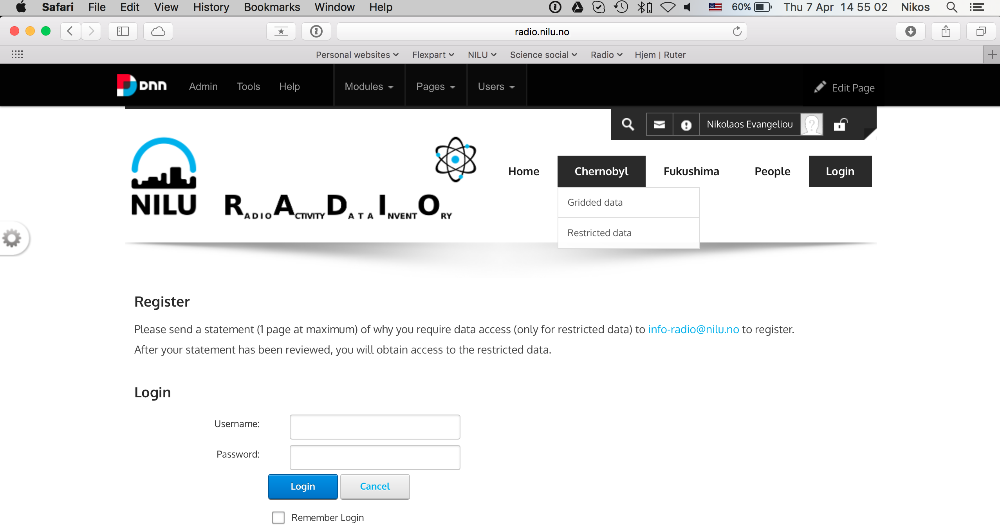 Safari File Edit View History Bookmarks Window Help 60% Thu 7 Apr 14 55 02 Nikos
radio.nilu.no
Personal websites Flexpart NILU Science social Radio Hjem | Ruter
DNN Admin Tools Help Modules Pages Users Edit Page
Nikolaos Evangeliou
Home Chernobyl Fukushima People Login
Gridded data
Restricted data
NILU RADIOACTIVITY DATA INVENTORY
Register
Please send a statement (1 page at maximum) of why you require data access (only for restricted data) to info-radio@nilu.no to register.
After your statement has been reviewed, you will obtain access to the restricted data.
Login
Username:
Password:
Login Cancel
Remember Login